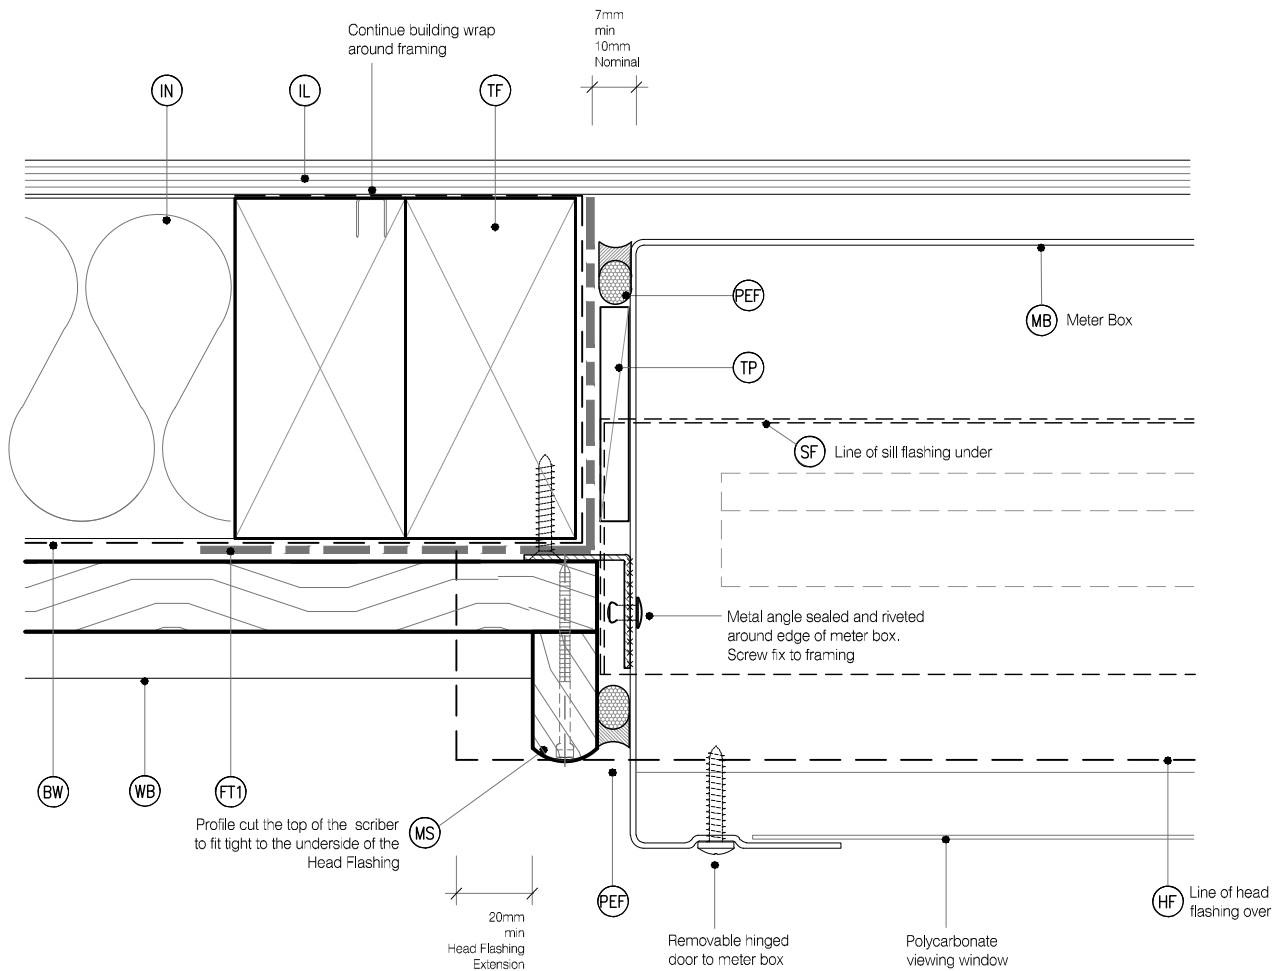 7mm
min
10mm
Nominal
Continue building wrap
around framing
IN
IL
TF
PEF
MB
Meter Box
TP
SF
Line of sill flashing under
Metal angle sealed and riveted
around edge of meter box.
Screw fix to framing
BW
WB
FT1
Profile cut the top of the scriber
to fit tight to the underside of the
Head Flashing
MS
20mm
min
Head Flashing
Extension
PEF
Removable hinged
door to meter box
Polycarbonate
viewing window
HF
Line of head
flashing over